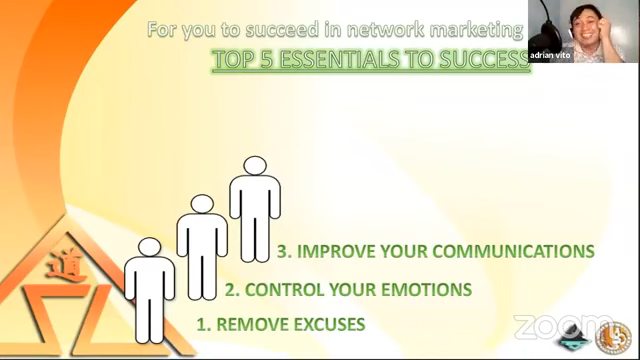 For you to succeed in network marketing
TOP 5 ESSENTIALS TO SUCCESS
adrian vito
3. IMPROVE YOUR COMMUNICATIONS
道
2. CONTROL YOUR EMOTIONS
1. REMOVE EXCUSES
zoom